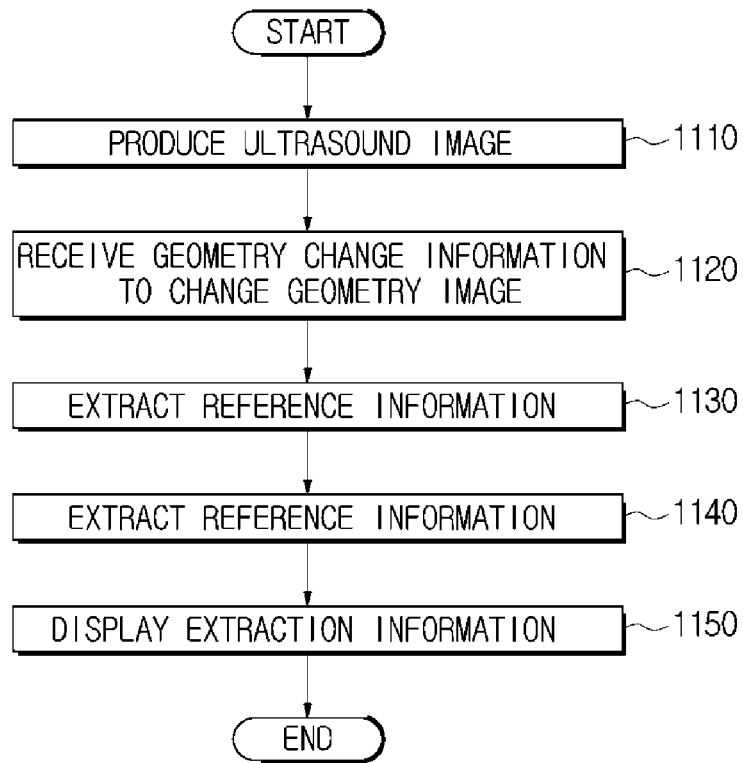 START
PRODUCE ULTRASOUND IMAGE
1110
RECEIVE GEOMETRY CHANGE INFORMATION
TO CHANGE GEOMETRY IMAGE
1120
EXTRACT REFERENCE INFORMATION
1130
EXTRACT REFERENCE INFORMATION
1140
DISPLAY EXTRACTION INFORMATION
1150
END